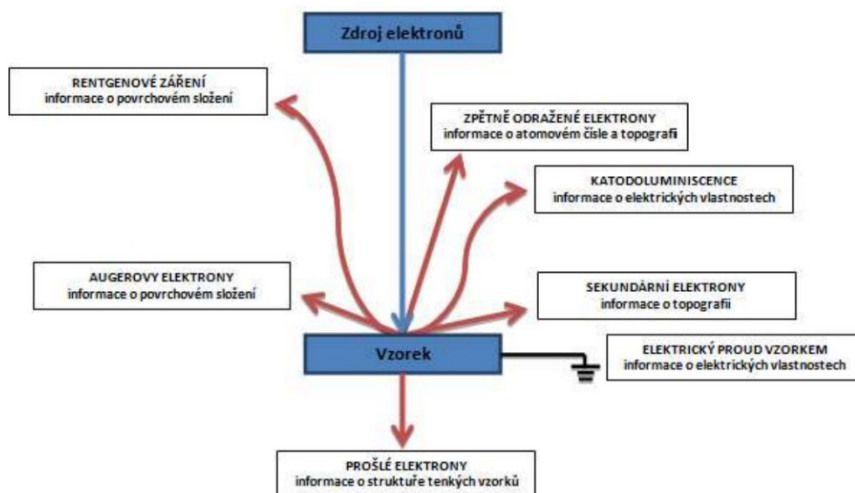 Zdroj elektronů
RENTGENOVÉ ZÁŘENÍ
informace o povrchovém složení
ZPĚTNĚ ODRAŽENÉ ELEKTRONY
informace o atomovém čísle a topografii
KATODOLUMINISCENCE
informace o elektrických vlastnostech
AUGEROVY ELEKTRONY
informace o povrchovém složení
SEKUNDÁRNÍ ELEKTRONY
informace o topografii
Vzorek
ELEKTRICKÝ PROUD VZORKEM
informace o elektrických vlastnostech
PROŠLÉ ELEKTRONY
informace o struktuře tenkých vzorků